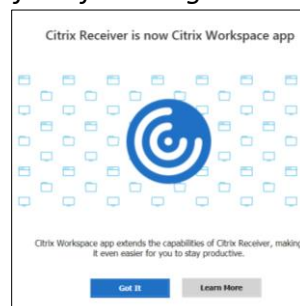 Citrix Receiver is now Citrix Workspace app
Citrix Workspace app extends the capabilities of Citrix Receiver, making
it even easier for you to stay productive.
Got It
Learn More